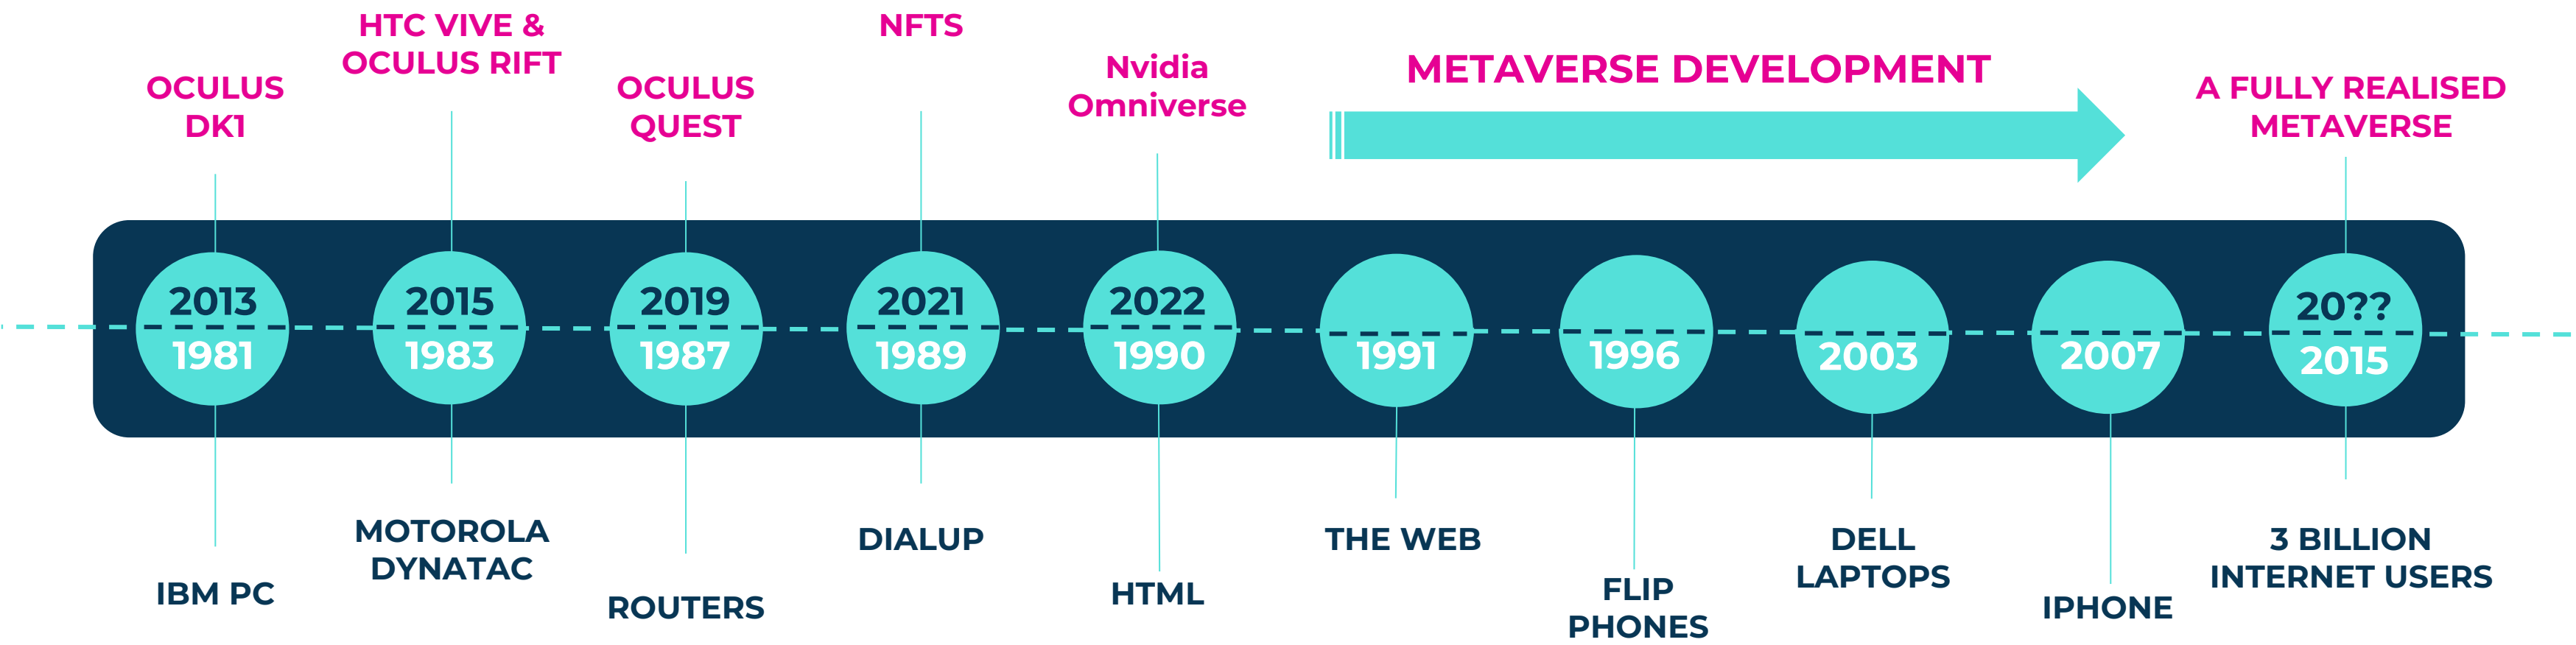 OCULUS
DK1
HTC VIVE &
OCULUS RIFT
OCULUS
QUEST
NFTS
Nvidia
Omniverse
METAVERSE DEVELOPMENT
A FULLY REALISED
METAVERSE
2013
1981
2015
1983
2019
1987
2021
1989
2022
1990
1991
1996
2003
2007
20??
2015
IBM PC
MOTOROLA
DYNATAC
ROUTERS
DIALUP
HTML
THE WEB
FLIP
PHONES
DELL
LAPTOPS
IPHONE
3 BILLION
INTERNET USERS